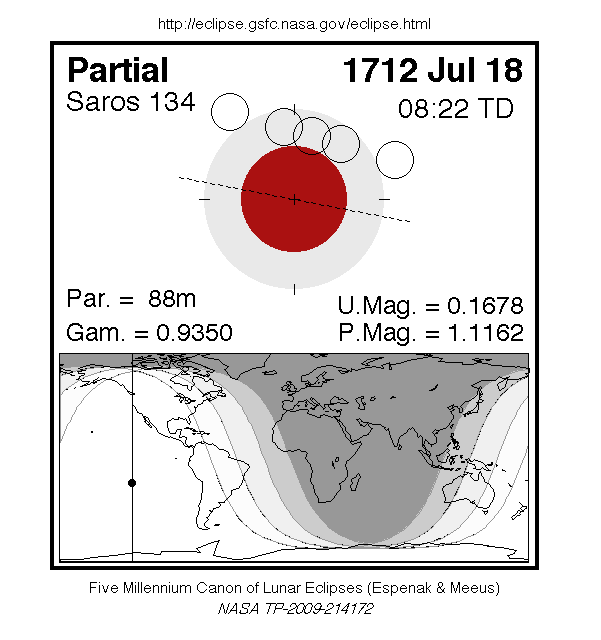 http://eclipse.gsfc.nasa.gov/eclipse.html
Partial
1712 Jul 18
Saros 134
08:22 TD
Par. =  88m
U.Mag. = 0.1678
Gam. = 0.9350
P.Mag. = 1.1162
Five Millennium Canon of Lunar Eclipses (Espenak & Meeus)
NASA TP-2009-214172